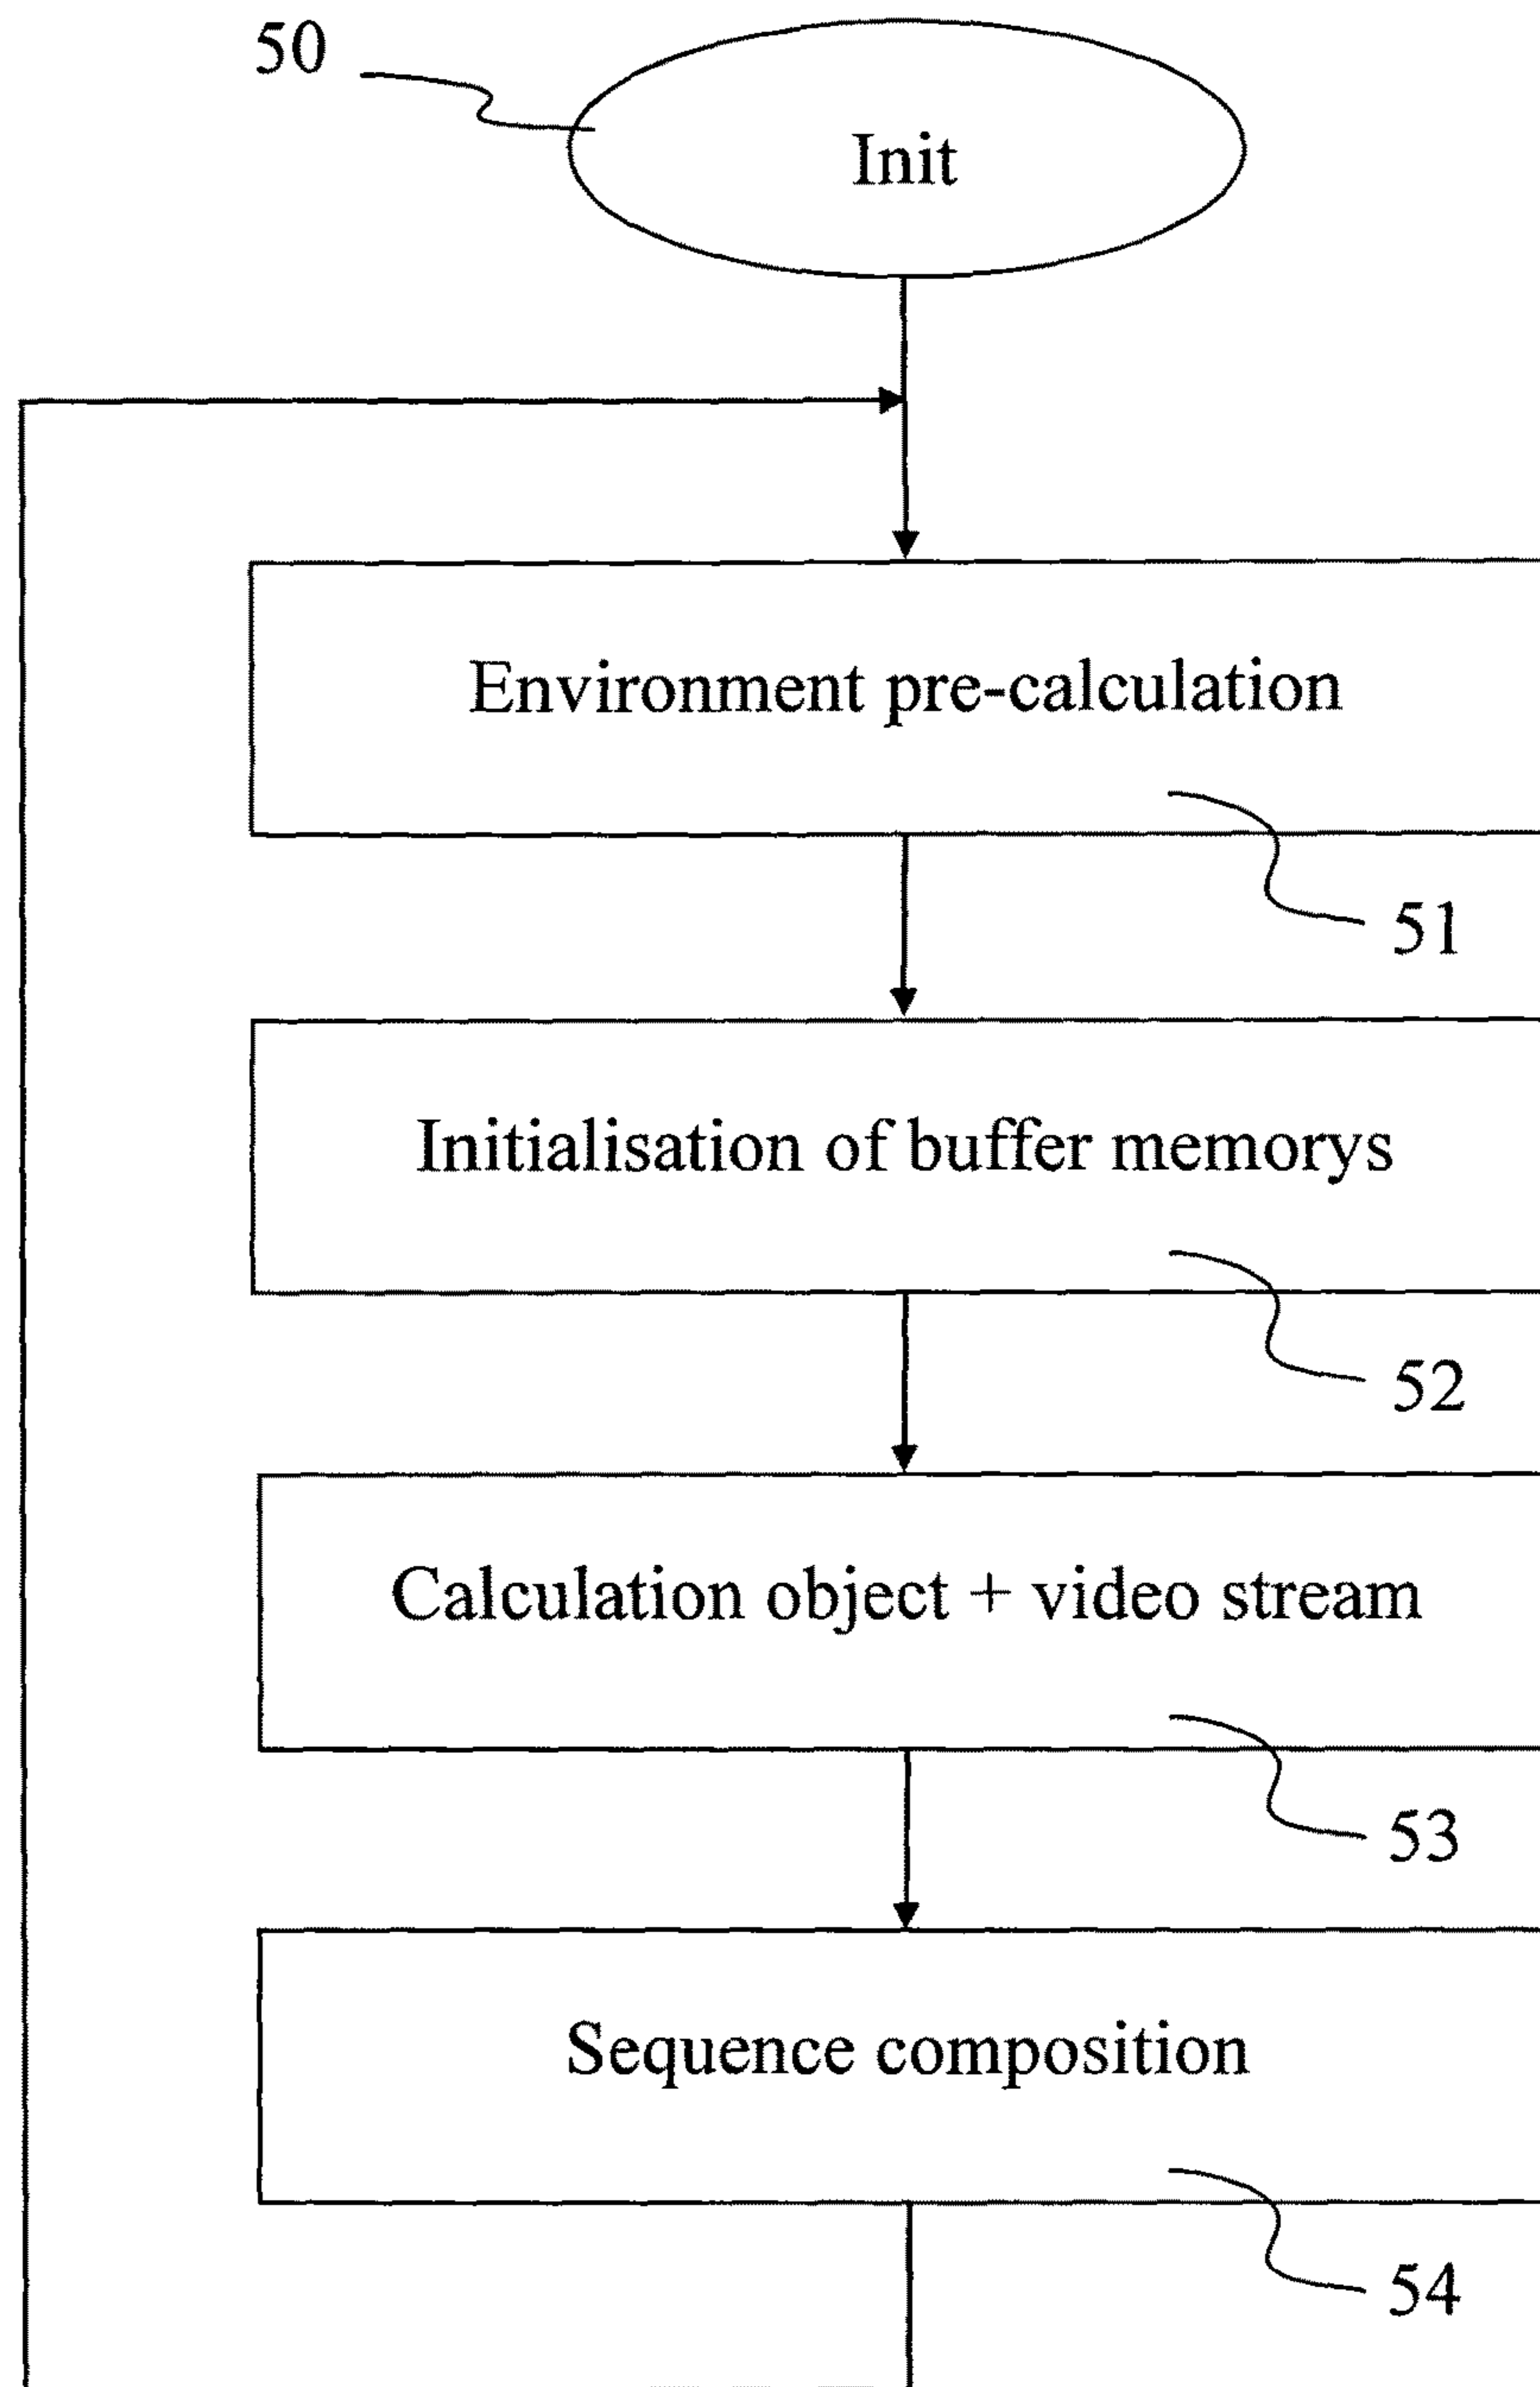 50
Init
Environment pre-calculation
51
Initialisation of buffer memorys
52
Calculation object + video stream
53
Sequence composition
54